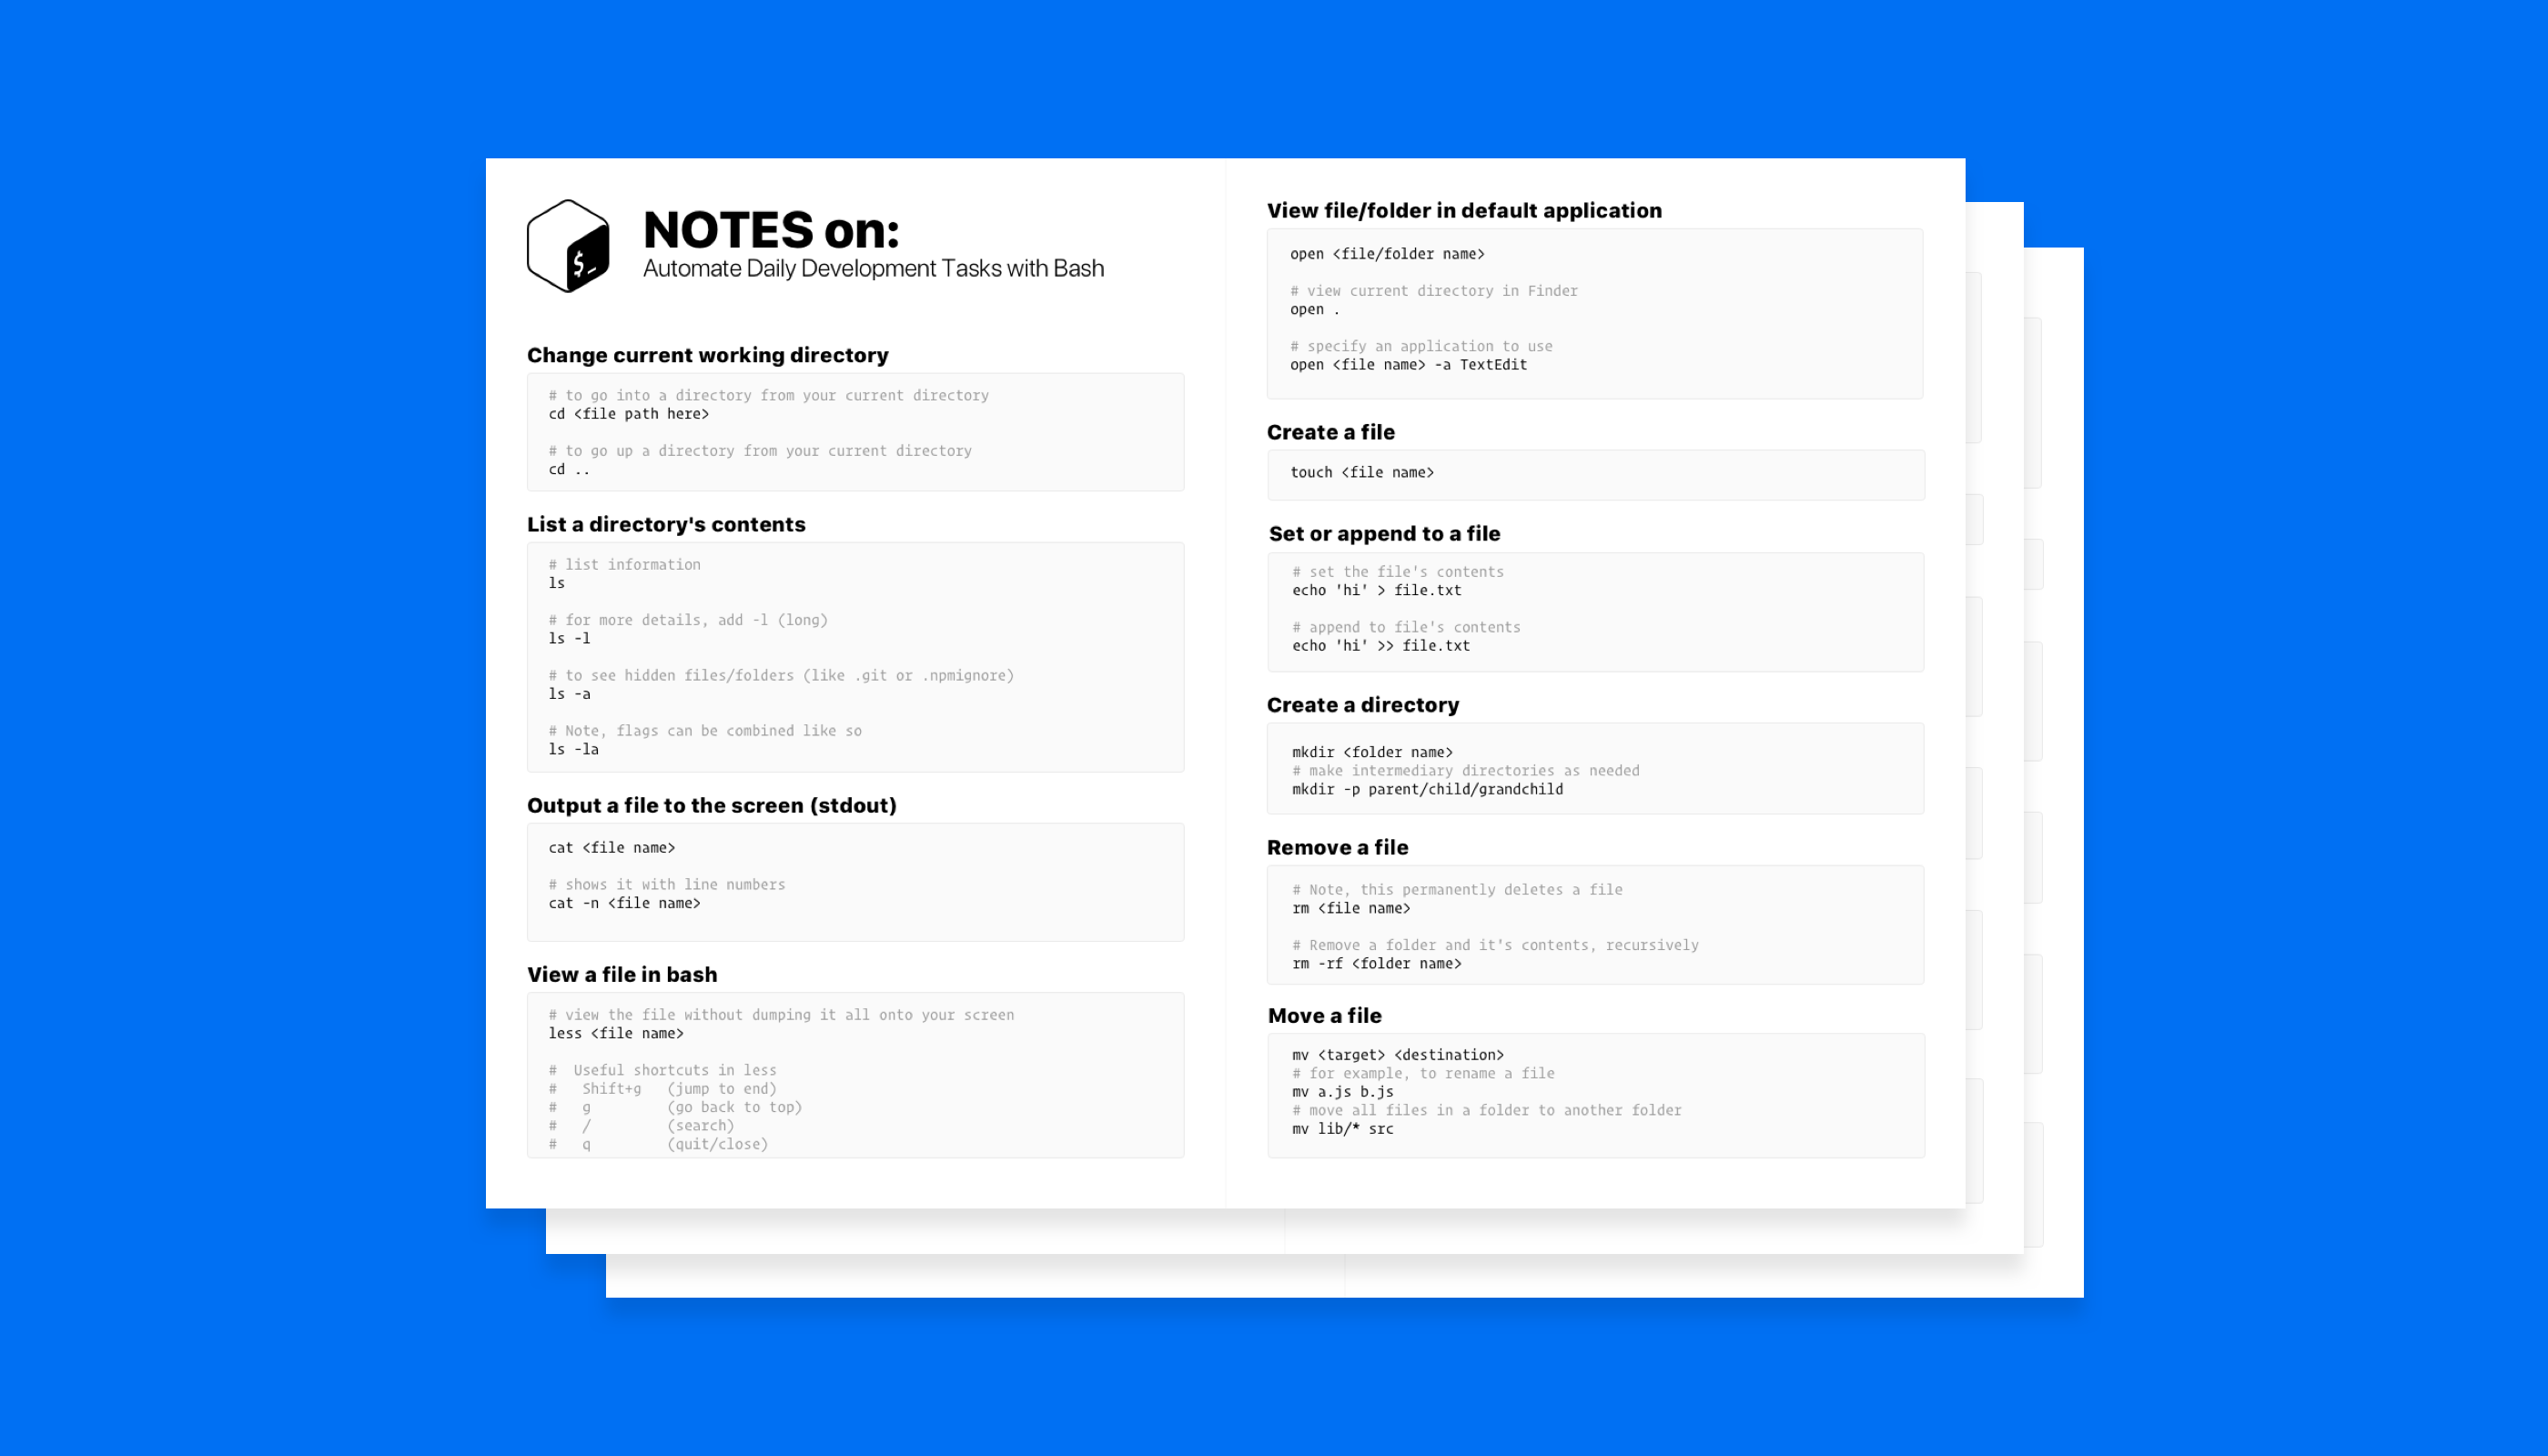 $_
NOTES on:
Automate Daily Development Tasks with Bash
Change current working directory
# to go into a directory from your current directory
cd <file path here>
# to go up a directory from your current directory
cd ..
List a directory's contents
# list information
ls
# for more details, add -l (long)
ls -l
# to see hidden files/folders (like .git or .npmignore)
ls -a
# Note, flags can be combined like so
ls -la
Output a file to the screen (stdout)
cat <file name>
# shows it with line numbers
cat -n <file name>
View a file in bash
# view the file without dumping it all onto your screen
less <file name>
#  Useful shortcuts in less
#   Shift+g   (jump to end)
#   g         (go back to top)
#   /         (search)
#   q         (quit/close)
View file/folder in default application
open <file/folder name>
# view current directory in Finder
open .
# specify an application to use
open <file name> -a TextEdit
Create a file
touch <file name>
Set or append to a file
# set the file's contents
echo 'hi' > file.txt
# append to file's contents
echo 'hi' >> file.txt
Create a directory
mkdir <folder name>
# make intermediary directories as needed
mkdir -p parent/child/grandchild
Remove a file
# Note, this permanently deletes a file
rm <file name>
# Remove a folder and it's contents, recursively
rm -rf <folder name>
Move a file
mv <target> <destination>
# for example, to rename a file
mv a.js b.js
# move all files in a folder to another folder
mv lib/* src